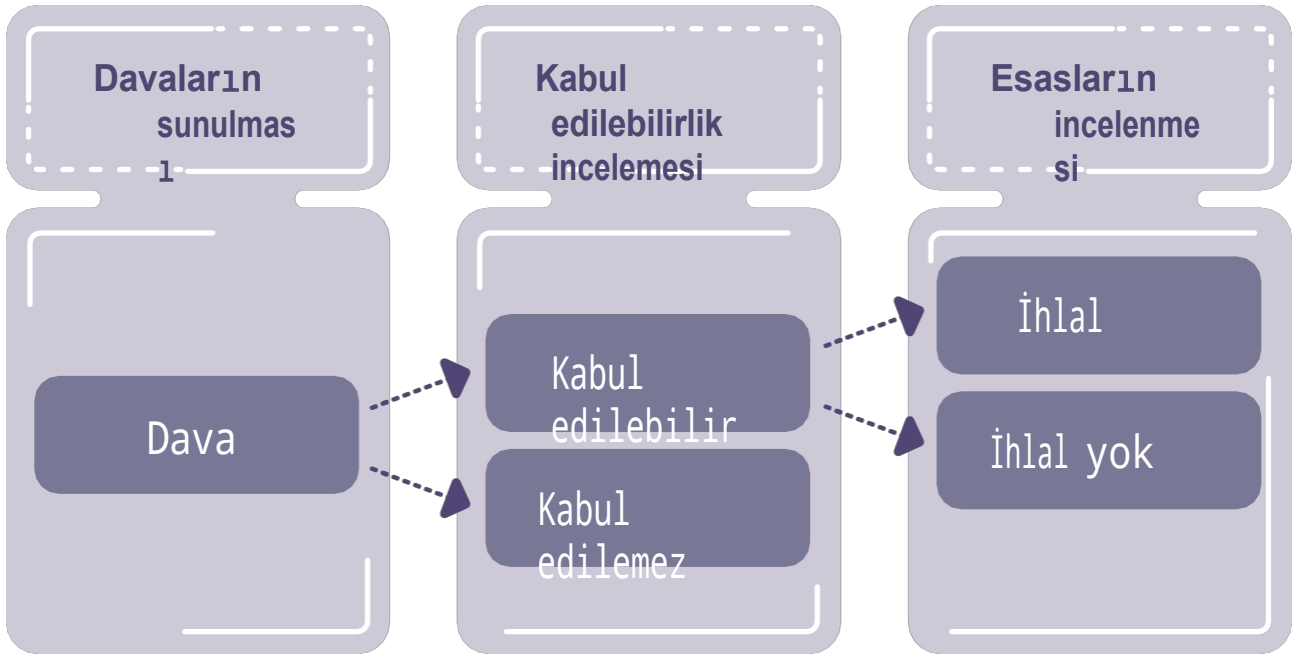 Davaların
sunulmas
ı
Kabul
edilebilirlik
incelemesi
Esasların
incelenme
si
Dava
Kabul
edilebilir
Kabul
edilemez
İhlal
İhlal yok